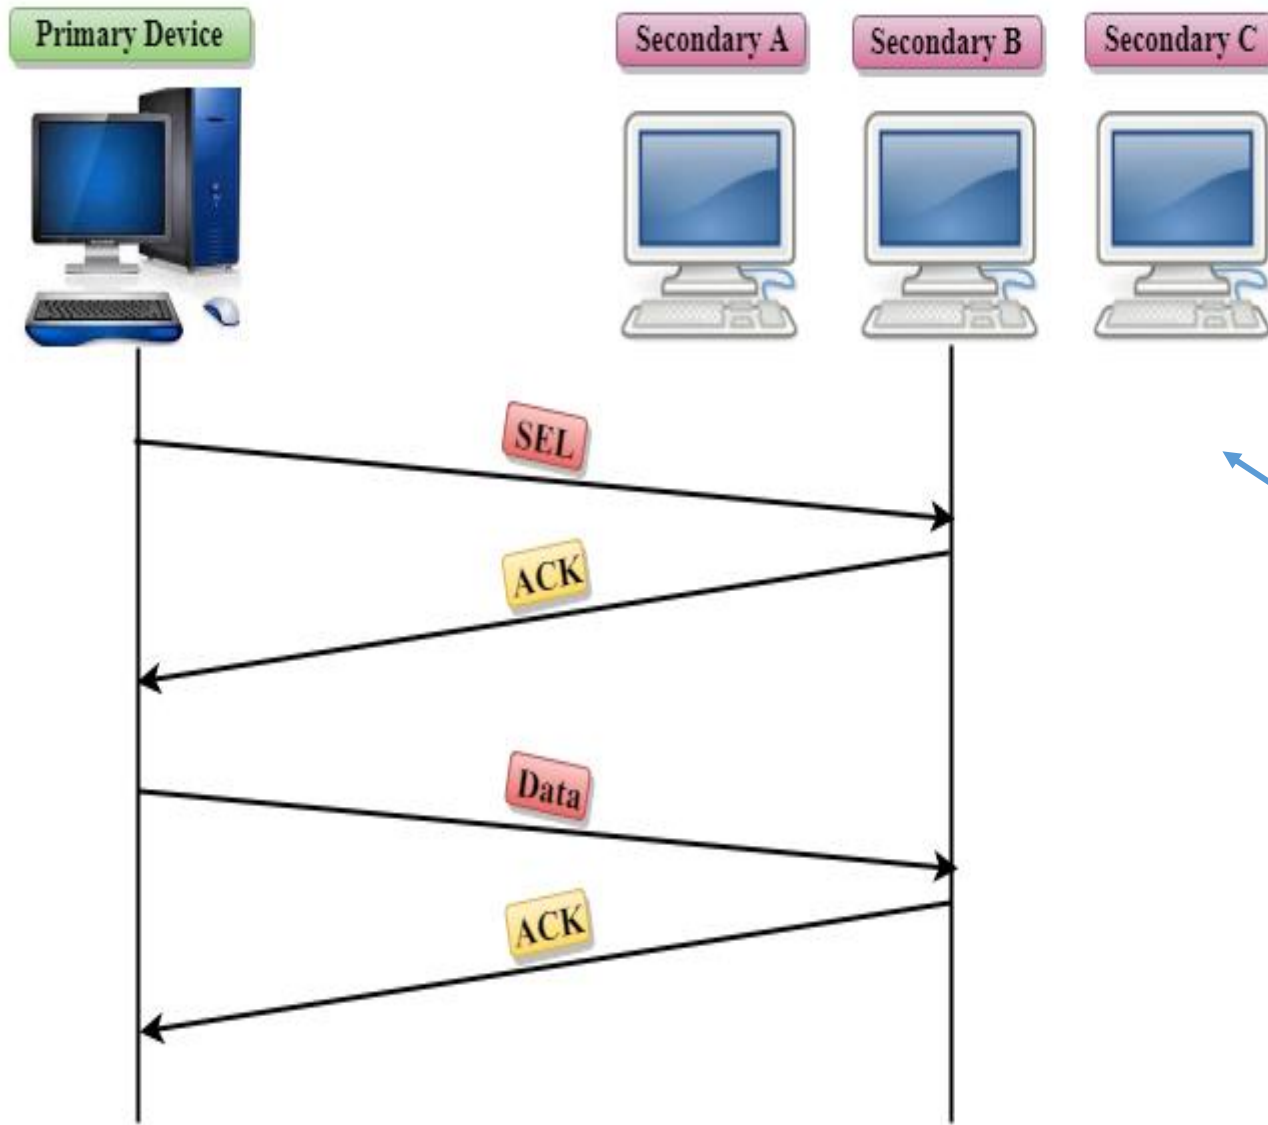 Primary Device
Secondary A
Secondary B
Secondary C
SEL
ACK
Data
ACK